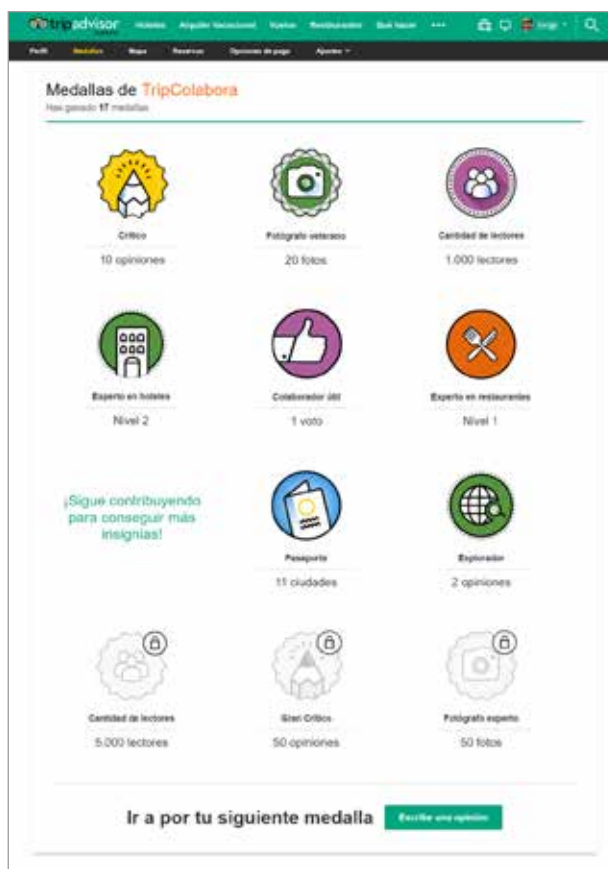 tripadvisor Hoteles Alquiler Vacacional Vuelos Restaurantes Qué hacer ••• Jorge
Perfil Medallas Mapa Reservas Opciones de pago Ajustes
Medallas de TripColabora
Has ganado 17 medallas
Crítico Fotógrafo veterano Cantidad de lectores
10 opiniones 20 fotos 1.000 lectores
Experto en hoteles Colaborador útil Experto en restaurantes
Nivel 2 1 voto Nivel 1
¡Sigue contribuyendo
para conseguir más
insignias!
Pasaporte Explorador
11 ciudades 2 opiniones
Cantidad de lectores Gran Crítico Fotógrafo experto
5.000 lectores 50 opiniones 50 fotos
Ir a por tu siguiente medalla Escribe una opinión